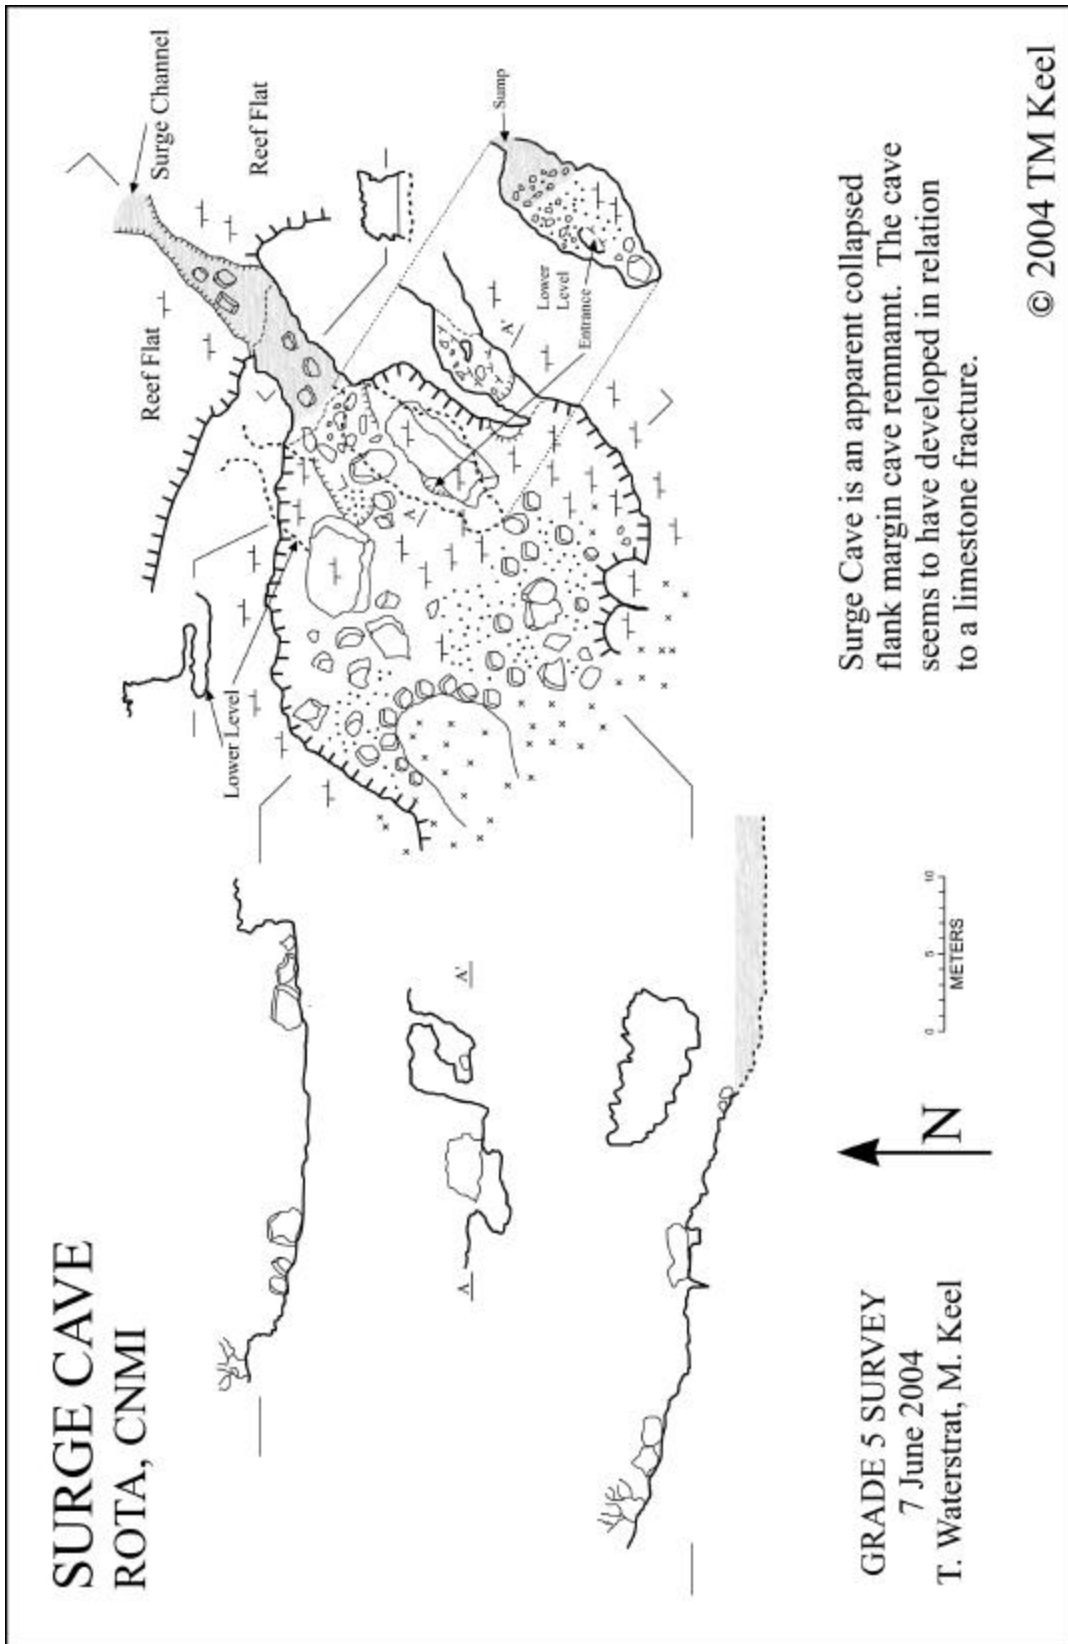 SURGE CAVE
ROTA, CNMI
Surge Channel
Reef Flat
Reef Flat
Sump
Lower Level
Lower
Level
Entrance
A
A'
A
A'
GRADE 5 SURVEY
7 June 2004
T. Waterstrat, M. Keel
N
0 5 10
METERS
Surge Cave is an apparent collapsed
flank margin cave remnant. The cave
seems to have developed in relation
to a limestone fracture.
© 2004 TM Keel